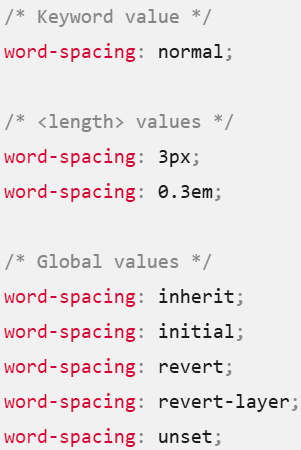 /* Keyword value */
word-spacing: normal;
/* <length> values */
word-spacing: 3px;
word-spacing: 0.3em;
/* Global values */
word-spacing: inherit;
word-spacing: initial;
word-spacing: revert;
word-spacing: revert-layer;
word-spacing: unset;